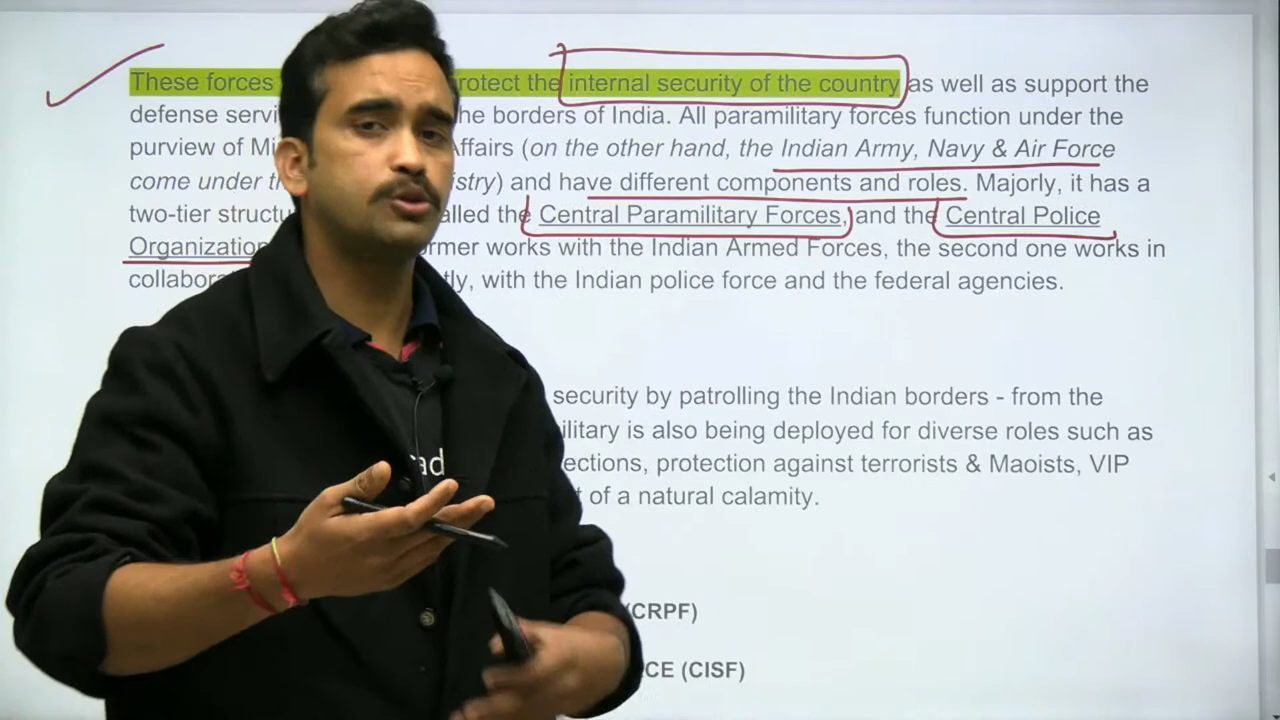 These forces rotect the internal security of the country as well as support the
defense servi he borders of India. All paramilitary forces function under the
purview of Mi Affairs (on the other hand, the Indian Army, Navy & Air Force
come under th istry) and have different components and roles. Majorly, it has a
two-tier structu alled the Central Paramilitary Forces, and the Central Police
Organization rmer works with the Indian Armed Forces, the second one works in
collabora tly, with the Indian police force and the federal agencies.
security by patrolling the Indian borders - from the
ilitary is also being deployed for diverse roles such as
ections, protection against terrorists & Maoists, VIP
t of a natural calamity.
ad
(CRPF)
CE (CISF)